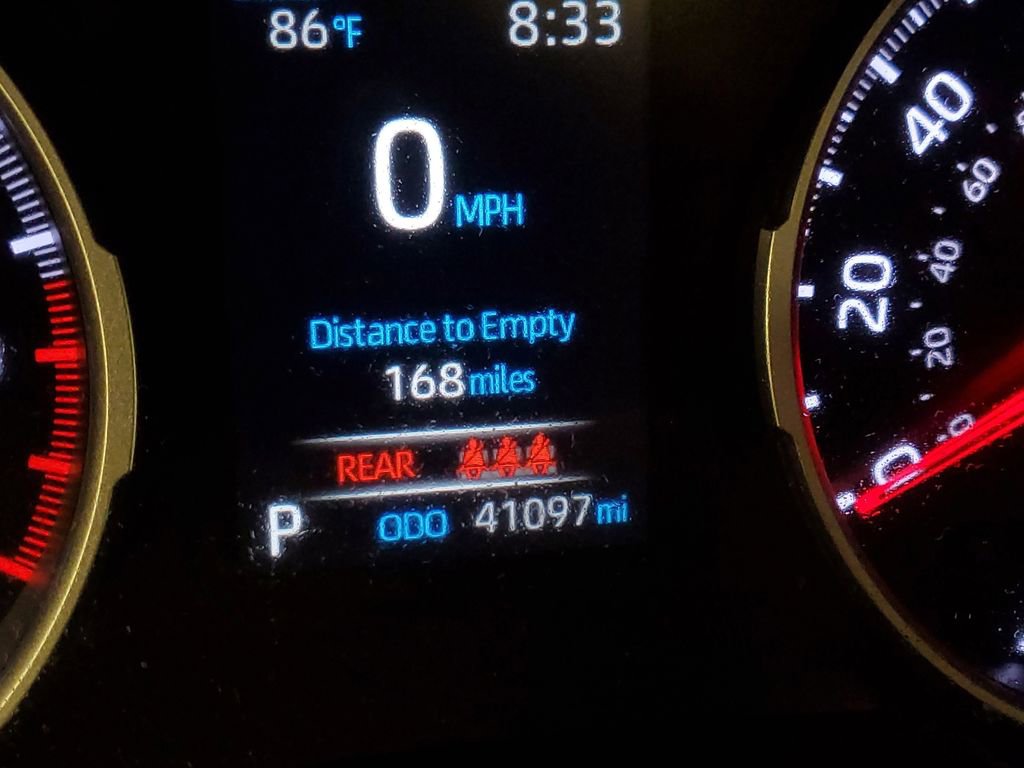 86°F 8:33
0 MPH
Distance to Empty
168 miles
REAR
P ODO 41097 mi
40
20
0
60
40
20
0